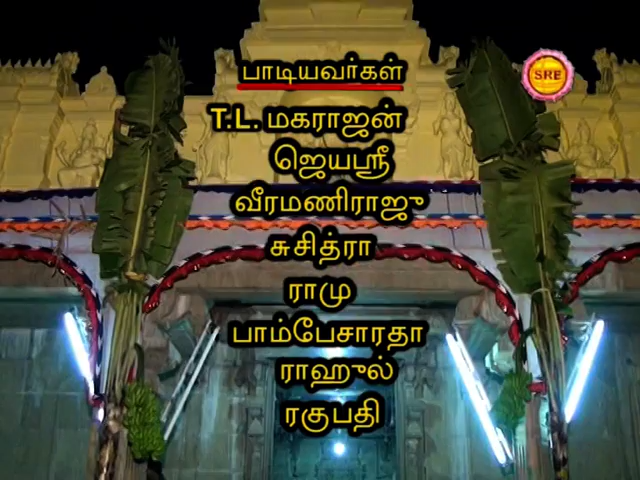 பாடியவர்கள்
SRE
T.L. மகராஜன்
ஜெயஸ்ரீ
வீரமணிராஜு
சுசித்ரா
ராமு
பாம்பேசாரதா
ராஹுல்
ரகுபதி